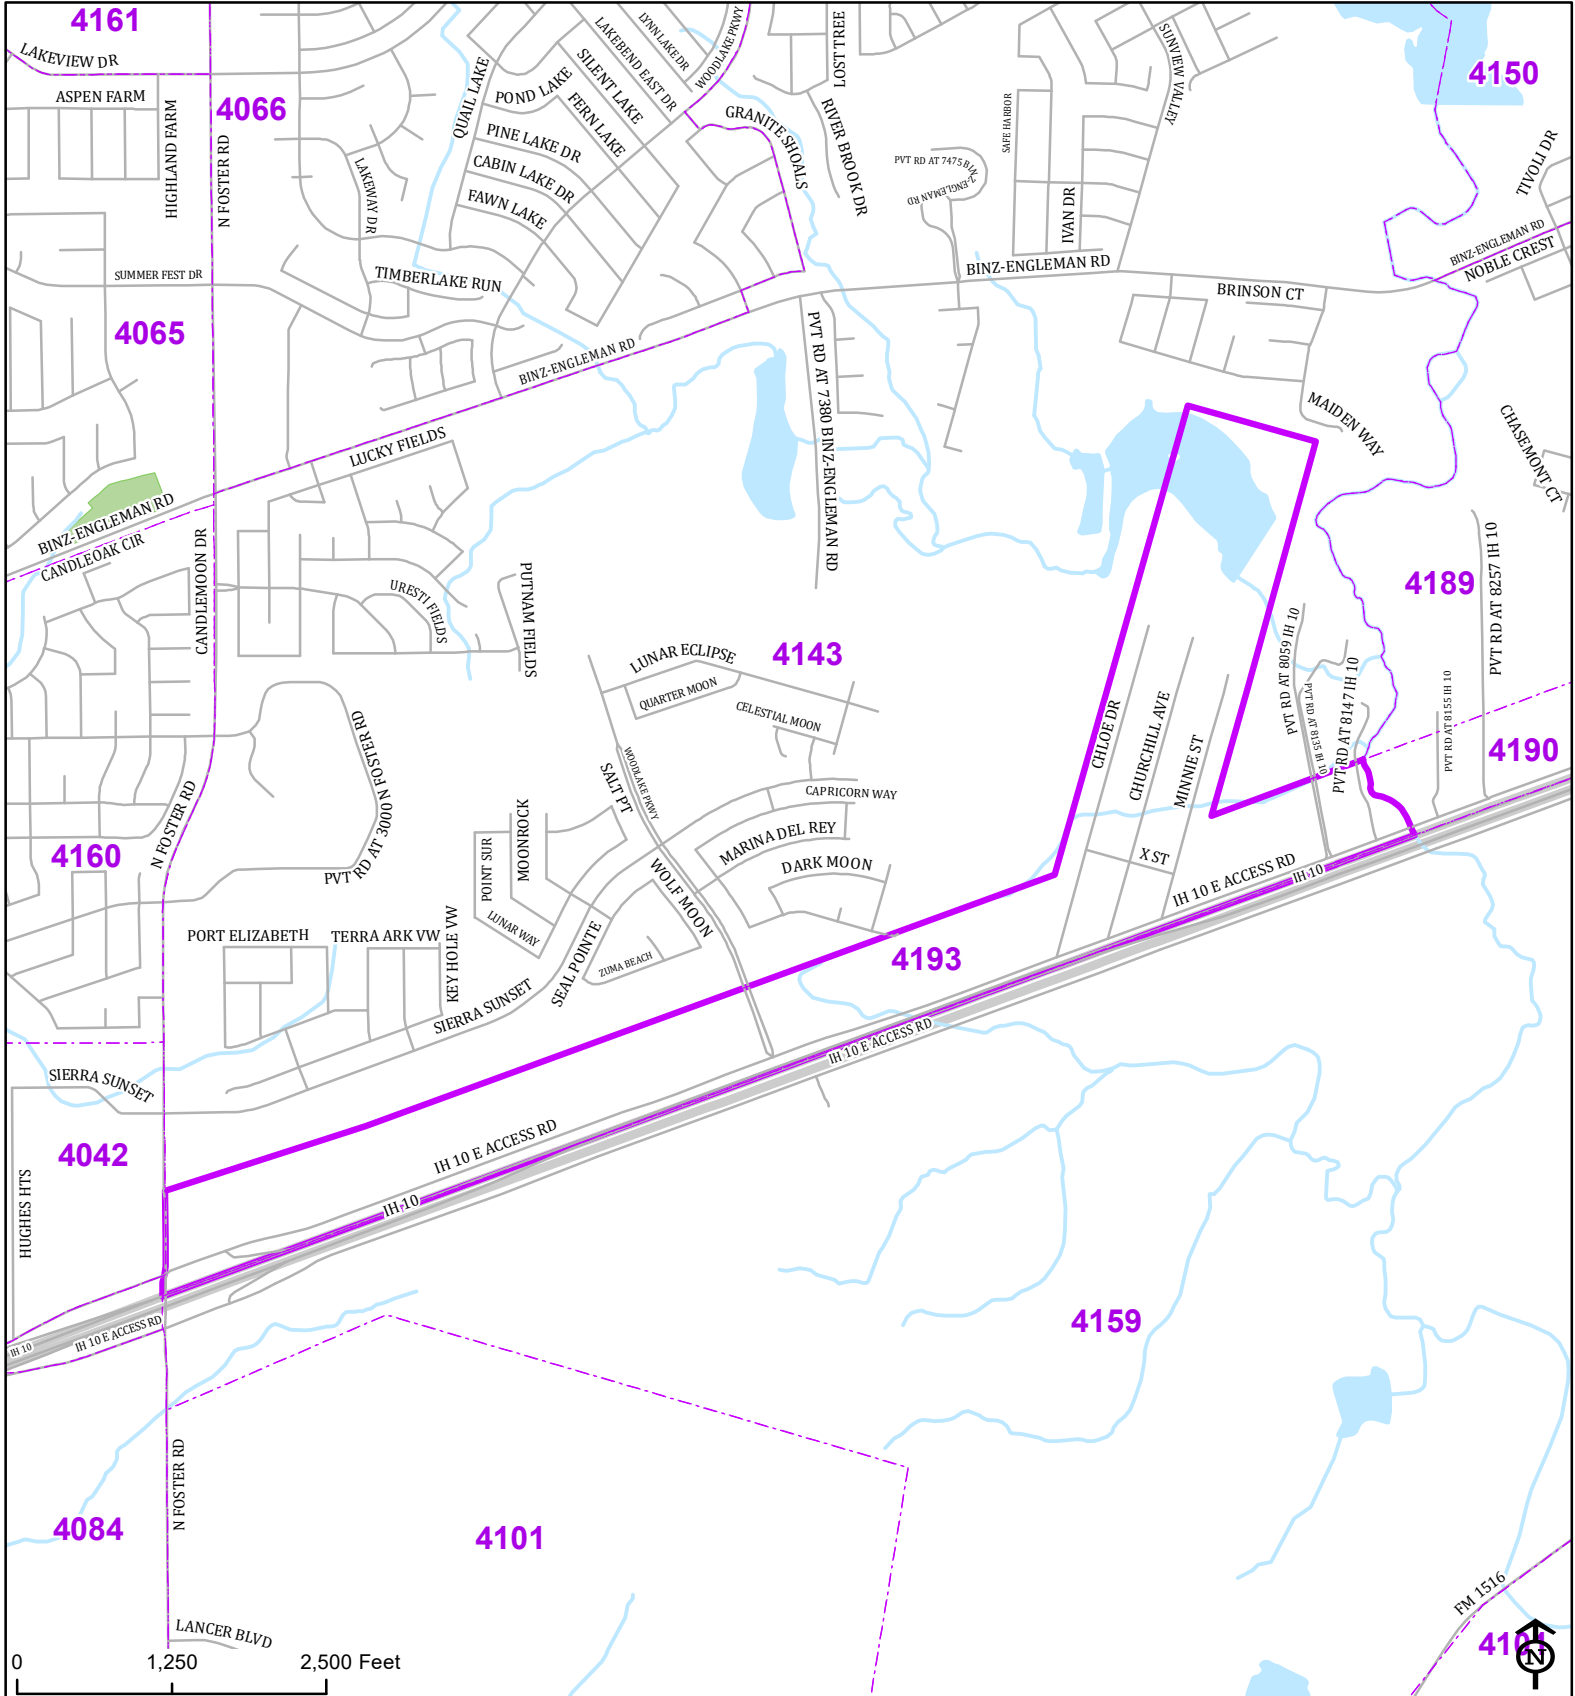 4161
LAKEVIEW DR
ASPEN FARM
HIGHLAND FARM
4066
N FOSTER RD
LAKEWAY DR
QUAIL LAKE
POND LAKE
PINE LAKE DR
CABIN LAKE DR
FAWN LAKE
SILENT LAKE
FERN LAKE
LAKEBEND EAST DR
LYNN LAKE DR
WOODLAKE PKWY
GRANITE SHOALS
LOST TREE
RIVER BROOK DR
PVT RD AT 7475 BIN
Z-ENGLEMAN RD
SAFE HARBOR
IVAN DR
SUNVIEW VALLEY
4150
TIVOLI DR
BINZ-ENGLEMAN RD
NOBLE CREST
BINZ-ENGLEMAN RD
BRINSON CT
SUMMER FEST DR
TIMBERLAKE RUN
4065
BINZ-ENGLEMAN RD
PVT RD AT 7380 BINZ-ENGLEMAN RD
MAIDEN WAY
CHASEMONT CT
LUCKY FIELDS
BINZ-ENGLEMAN RD
CANDLEOAK CIR
CANDLEMOON DR
URESTI FIELDS
PUTNAM FIELDS
4189
PVT RD AT 8257 IH 10
PVT RD AT 8059 IH 10
PVT RD AT 8135 IH 10
PVT RD AT 8147 IH 10
PVT RD AT 8155 IH 10
4190
LUNAR ECLIPSE
4143
QUARTER MOON
CELESTIAL MOON
CHLOE DR
CHURCHILL AVE
MINNIE ST
X ST
PVT RD AT 3000 N FOSTER RD
N FOSTER RD
4160
SALT PT
WOODLAKE PKWY
CAPRICORN WAY
MARINA DEL REY
DARK MOON
WOLF MOON
POINT SUR
MOONROCK
LUNAR WAY
SEAL POINTE
ZUMA BEACH
IH 10 E ACCESS RD
IH 10
4193
PORT ELIZABETH
TERRA ARK VW
KEY HOLE VW
SIERRA SUNSET
IH 10 E ACCESS RD
SIERRA SUNSET
4042
HUGHES HTS
IH 10 E ACCESS RD
IH 10
IH 10
IH 10 E ACCESS RD
4159
4084
N FOSTER RD
4101
LANCER BLVD
FM 1516
4101
N
0
1,250
2,500 Feet